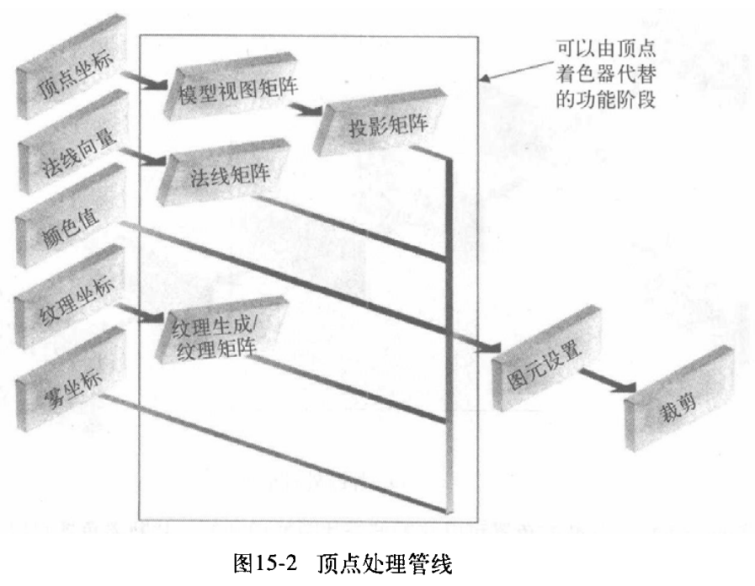 顶点坐标
模型视图矩阵
投影矩阵
可以由顶点
着色器代替
的功能阶段
法线向量
法线矩阵
颜色值
纹理坐标
纹理生成/
纹理矩阵
雾坐标
图元设置
裁剪
图15-2 顶点处理管线